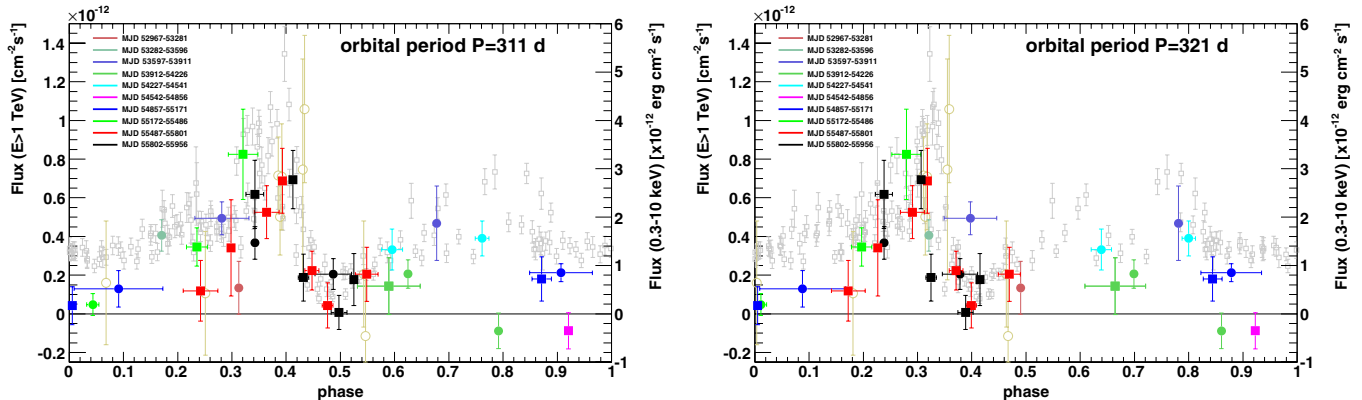 ×10⁻¹²
orbital period P=311 d
MJD 52967-53281
MJD 53282-53596
MJD 53597-53911
MJD 53912-54226
MJD 54227-54541
MJD 54542-54856
MJD 54857-55171
MJD 55172-55486
MJD 55487-55801
MJD 55802-55956
Flux (E>1 TeV) [cm⁻²s⁻¹]
1.4
1.2
1
0.8
0.6
0.4
0.2
0
-0.2
0 0.1 0.2 0.3 0.4 0.5 0.6 0.7 0.8 0.9 1
phase
6
5
4
3
2
1
0
-1
Flux (0.3-10 keV) [x10⁻¹² erg cm⁻² s⁻¹]
×10⁻¹²
orbital period P=321 d
MJD 52967-53281
MJD 53282-53596
MJD 53597-53911
MJD 53912-54226
MJD 54227-54541
MJD 54542-54856
MJD 54857-55171
MJD 55172-55486
MJD 55487-55801
MJD 55802-55956
Flux (E>1 TeV) [cm⁻²s⁻¹]
1.4
1.2
1
0.8
0.6
0.4
0.2
0
-0.2
0 0.1 0.2 0.3 0.4 0.5 0.6 0.7 0.8 0.9 1
phase
6
5
4
3
2
1
0
-1
Flux (0.3-10 keV) [x10⁻¹² erg cm⁻² s⁻¹]